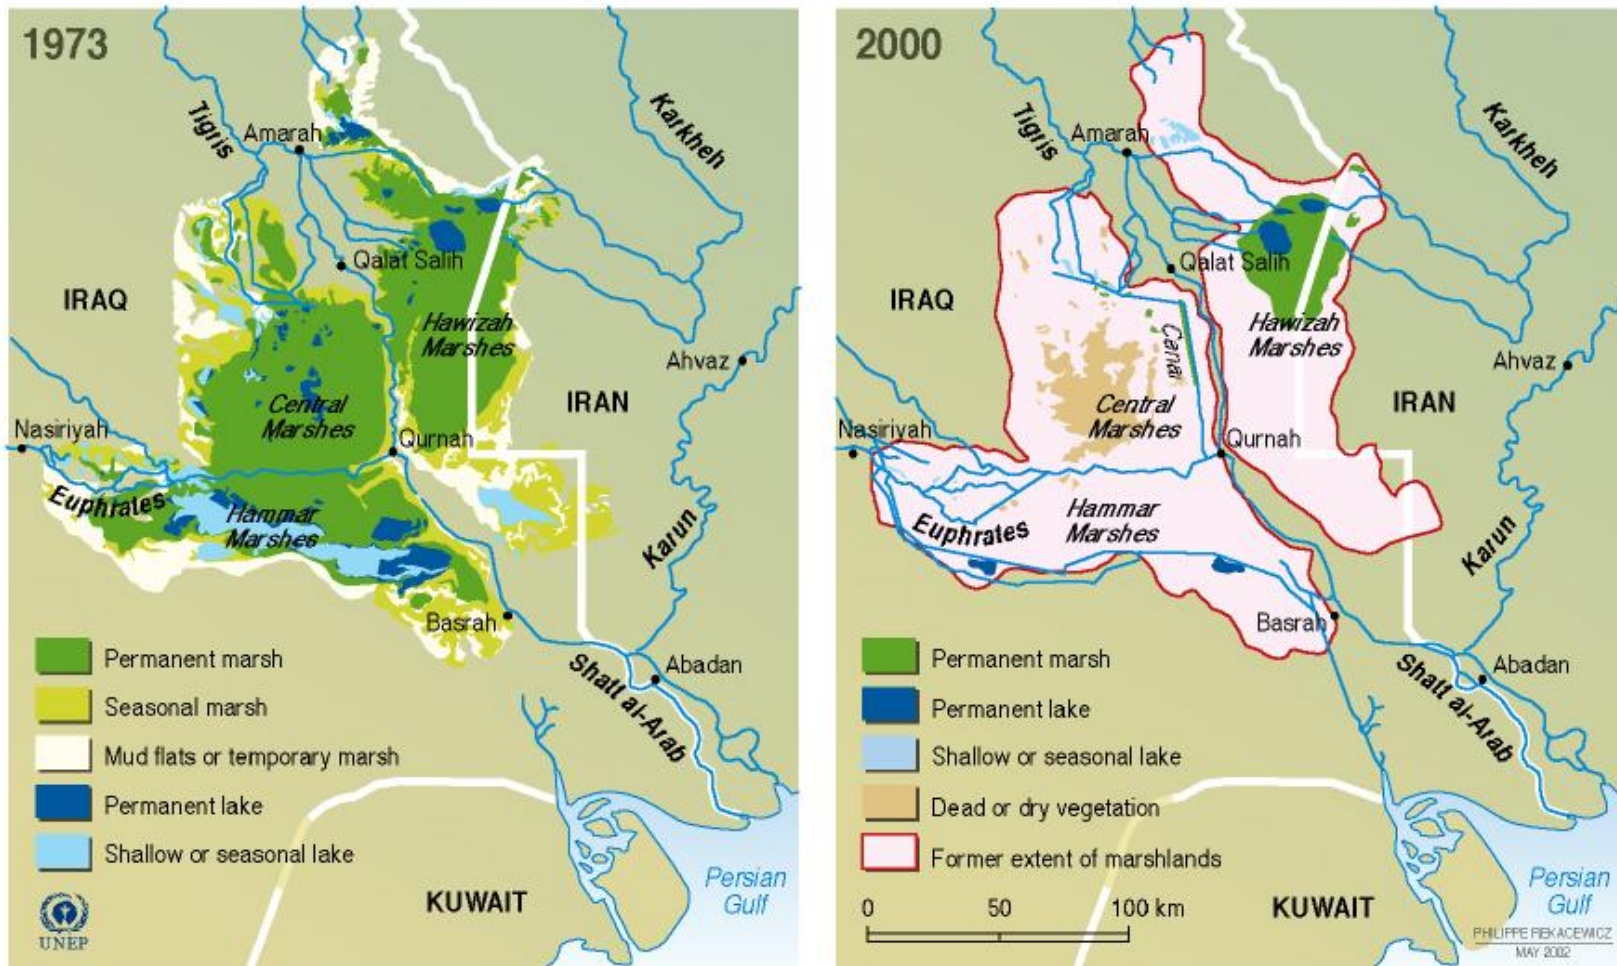 1973
Tigris
Amarah
Karkheh
Qalat Salih
IRAQ
Hawizah
Marshes
Ahvaz
Central
Marshes
IRAN
Nasiriyah
Qurnah
Euphrates
Hammar
Marshes
Karun
Basrah
Abadan
Shatt al-Arab
Permanent marsh
Seasonal marsh
Mud flats or temporary marsh
Permanent lake
Shallow or seasonal lake
KUWAIT
Persian
Gulf
UNEP
2000
Tigris
Amarah
Karkheh
Qalat Salih
IRAQ
Hawizah
Marshes
Canal
Ahvaz
Central
Marshes
IRAN
Nasiriyah
Qurnah
Euphrates
Hammar
Marshes
Karun
Basrah
Abadan
Shatt al-Arab
Permanent marsh
Permanent lake
Shallow or seasonal lake
Dead or dry vegetation
Former extent of marshlands
0 50 100 km
KUWAIT
Persian
Gulf
PHILIPPE REKACEWICZ
MAY 2002